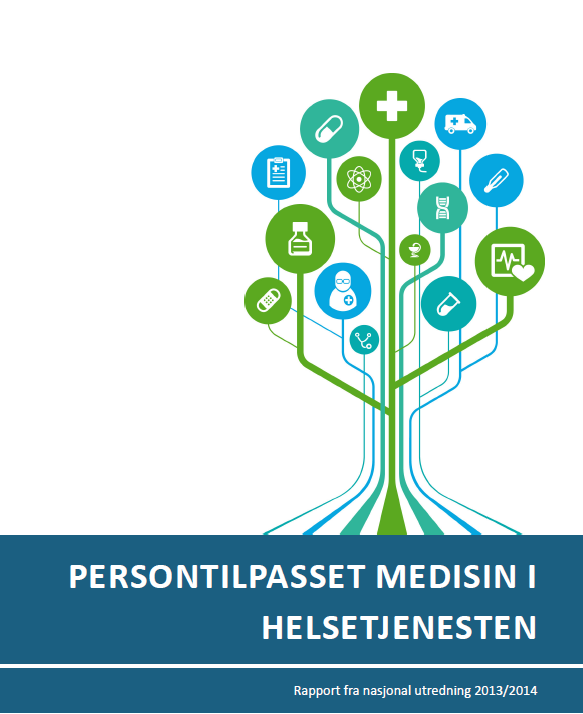 PERSONTILPASSET MEDISIN I
HELSETJENESTEN
Rapport fra nasjonal utredning 2013/2014